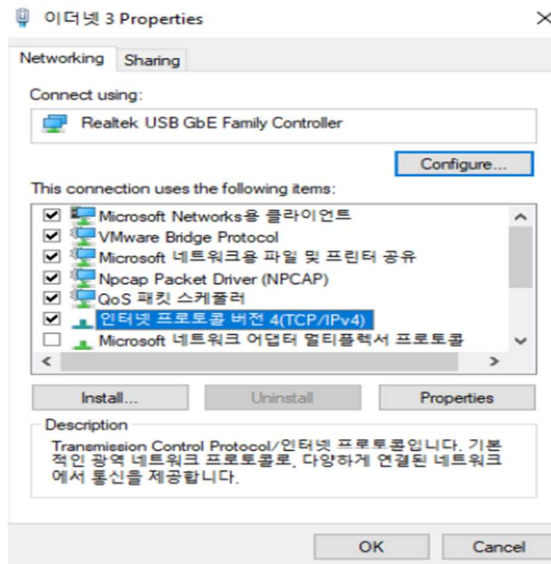 이더넷 3 Properties
Networking
Sharing
Connect using:
Realtek USB GbE Family Controller
Configure...
This connection uses the following items:
Microsoft Networks용 클라이언트
VMware Bridge Protocol
Microsoft 네트워크용 파일 및 프린터 공유
Npcap Packet Driver (NPCAP)
QoS 패킷 스케줄러
인터넷 프로토콜 버전 4(TCP/IPv4)
Microsoft 네트워크 어댑터 멀티플렉서 프로토콜
Install...
Uninstall
Properties
Description
Transmission Control Protocol/인터넷 프로토콜입니다. 기본
적인 광역 네트워크 프로토콜로, 다양하게 연결된 네트워크
에서 통신을 제공합니다.
OK
Cancel